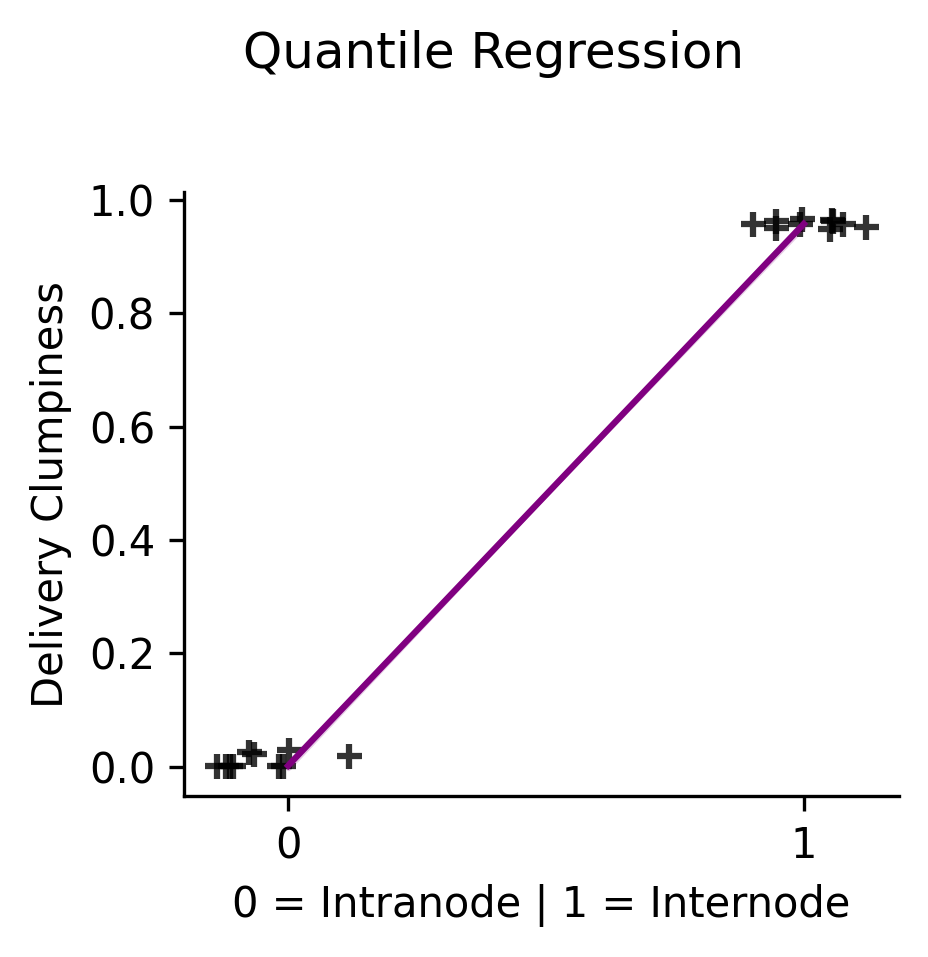 Quantile Regression
1.0
0.8
0.6
0.4
0.2
0.0
Delivery Clumpiness
0
1
0 = Intranode | 1 = Internode